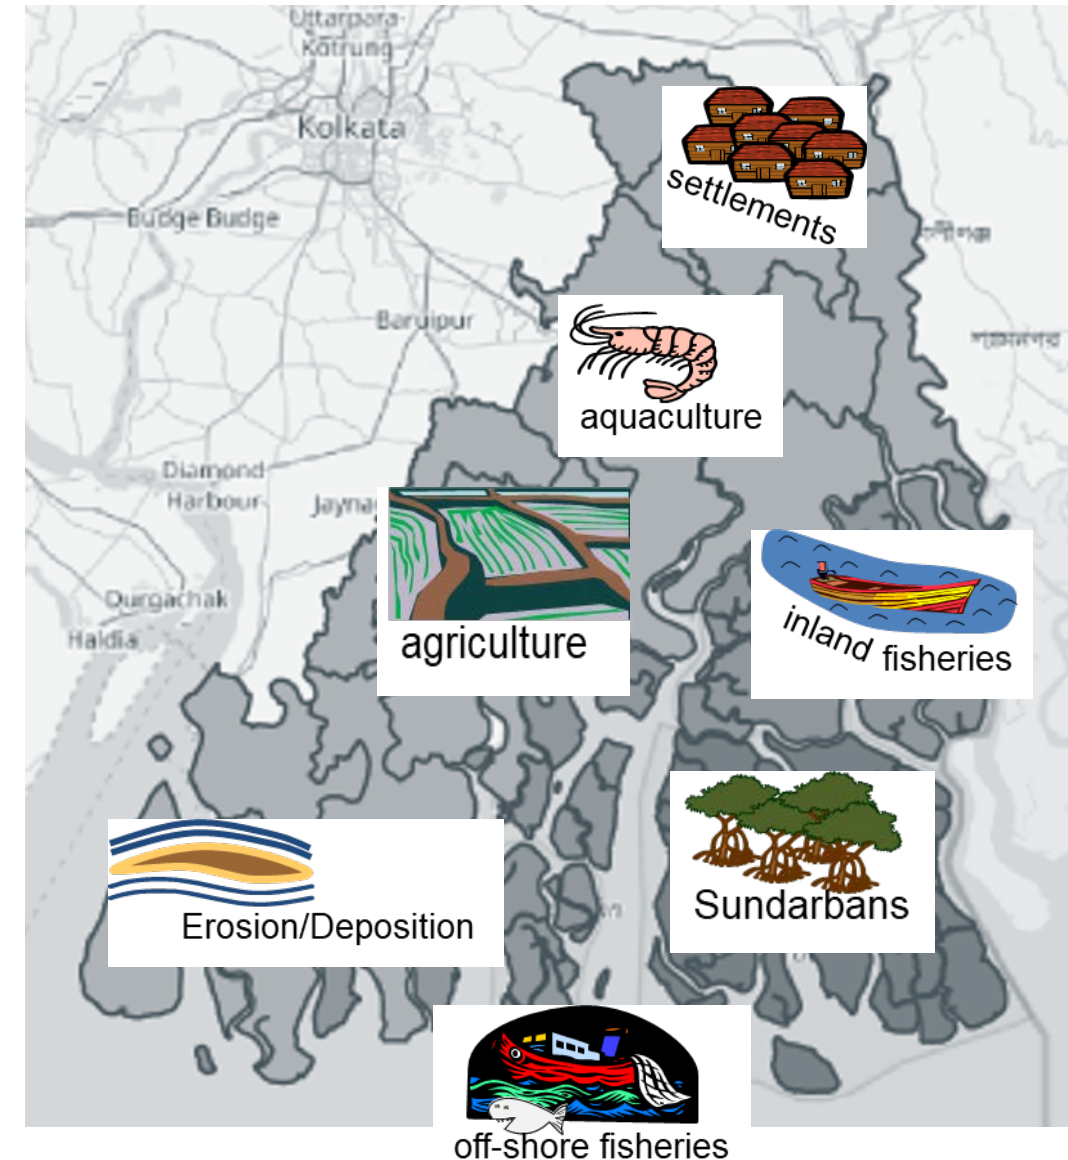 Uttarpara-
Kotrung
Kolkata
settlements
Budge Budge
Baruipur
aquaculture
Diamond
Harbour
agriculture
inland fisheries
Durgachak
Haldia
Sundarbans
Erosion/Deposition
off-shore fisheries